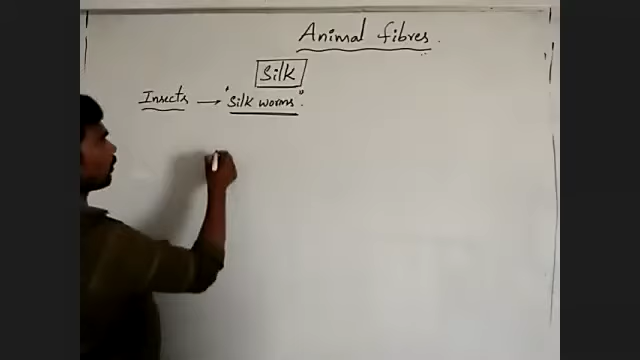 Animal fibres.
Silk
Insects → "Silk worms".